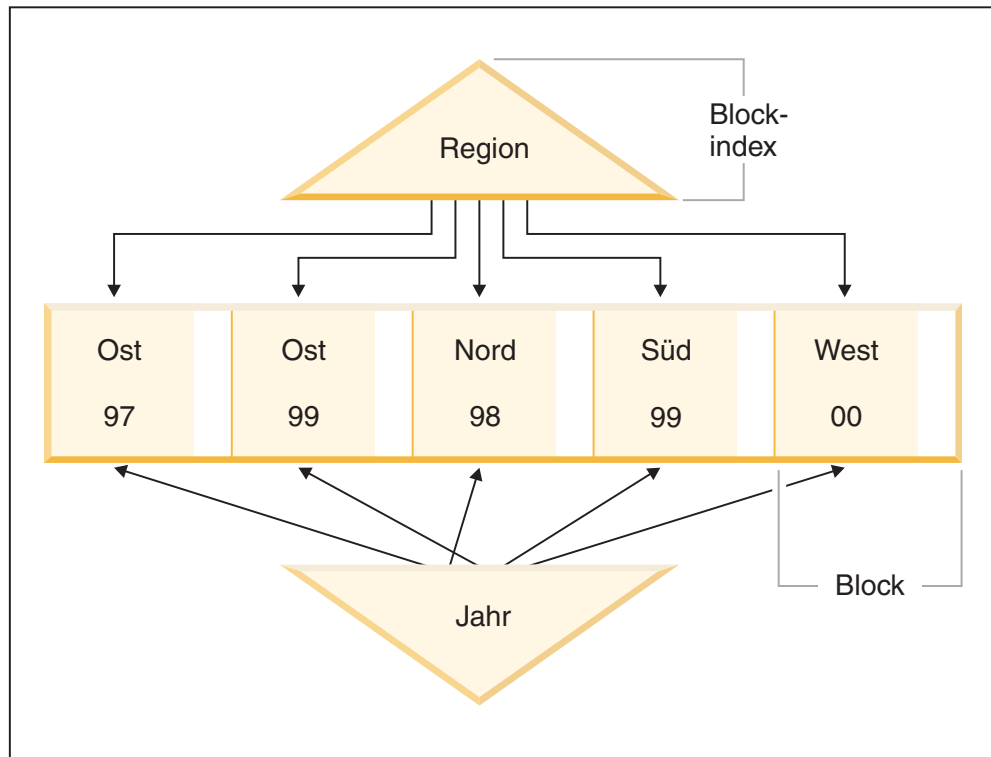 Region
Block-
index
Ost
Ost
Nord
Süd
West
97
99
98
99
00
Block
Jahr